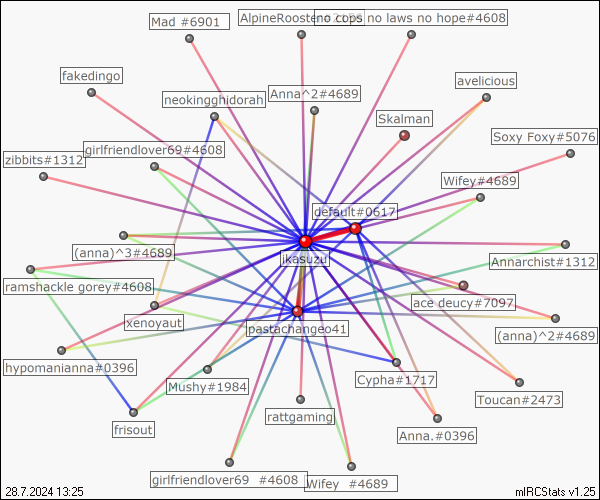 Mad #6901
AlpineRooste
no cops no laws no hope#4608
fakedingo
avelicious
neokingghidorah
Anna^2#4689
Skalman
Soxy Foxy#5076
girlfriendlover69#4608
zibbits#1312
Wifey#4689
default#0617
(anna)^3#4689
jkasuzu
Annarchist#1312
ramshackle gorey#4608
ace deucy#7097
xenoyaut
pastachangeo41
(anna)^2#4689
hypomanianna#0396
Mushy#1984
Cypha#1717
Toucan#2473
rattgaming
frisout
Anna.#0396
girlfriendlover69 #4608
Wifey #4689
28.7.2024 13:25
mIRCStats v1.25